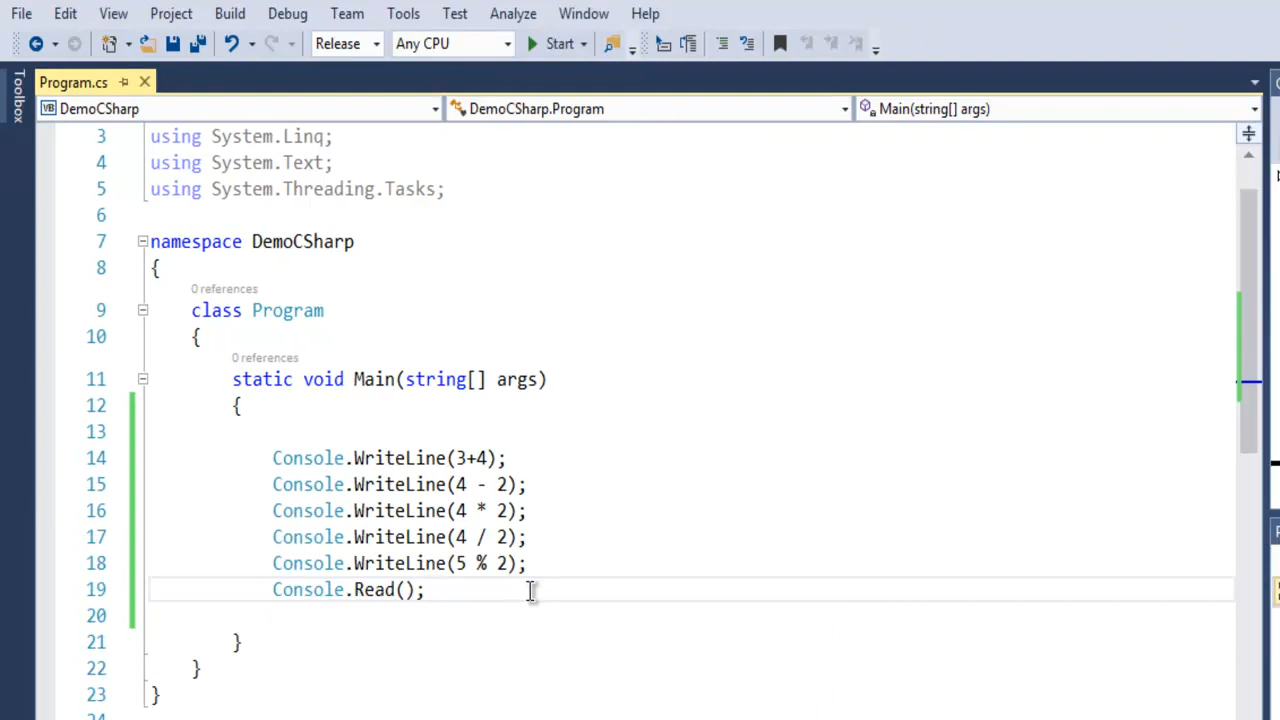 File Edit View Project Build Debug Team Tools Test Analyze Window Help
Release Any CPU Start
Toolbox
Program.cs
VB DemoCSharp DemoCSharp.Program Main(string[] args)
3 using System.Linq;
4 using System.Text;
5 using System.Threading.Tasks;
6
7 namespace DemoCSharp
8 {
0 references
9 class Program
10 {
0 references
11 static void Main(string[] args)
12 {
13
14 Console.WriteLine(3+4);
15 Console.WriteLine(4 - 2);
16 Console.WriteLine(4 * 2);
17 Console.WriteLine(4 / 2);
18 Console.WriteLine(5 % 2);
19 Console.Read();
20
21 }
22 }
23 }
24